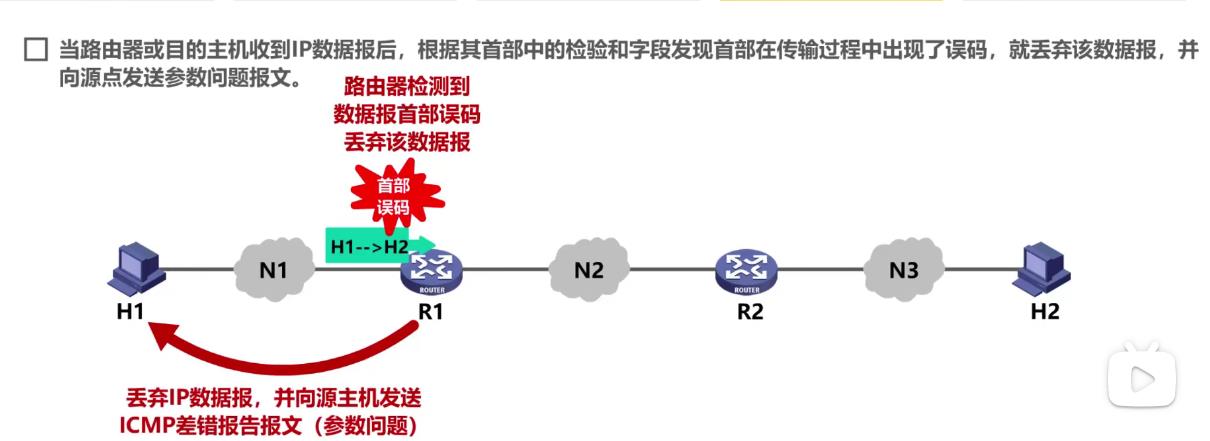 当路由器或目的主机收到IP数据报后，根据其首部中的检验和字段发现首部在传输过程中出现了误码，就丢弃该数据报，并
向源点发送参数问题报文。
路由器检测到
数据报首部误码
丢弃该数据报
首部
误码
H1-->H2
N1
N2
N3
ROUTER
ROUTER
H1
R1
R2
H2
丢弃IP数据报，并向源主机发送
ICMP差错报告报文（参数问题）